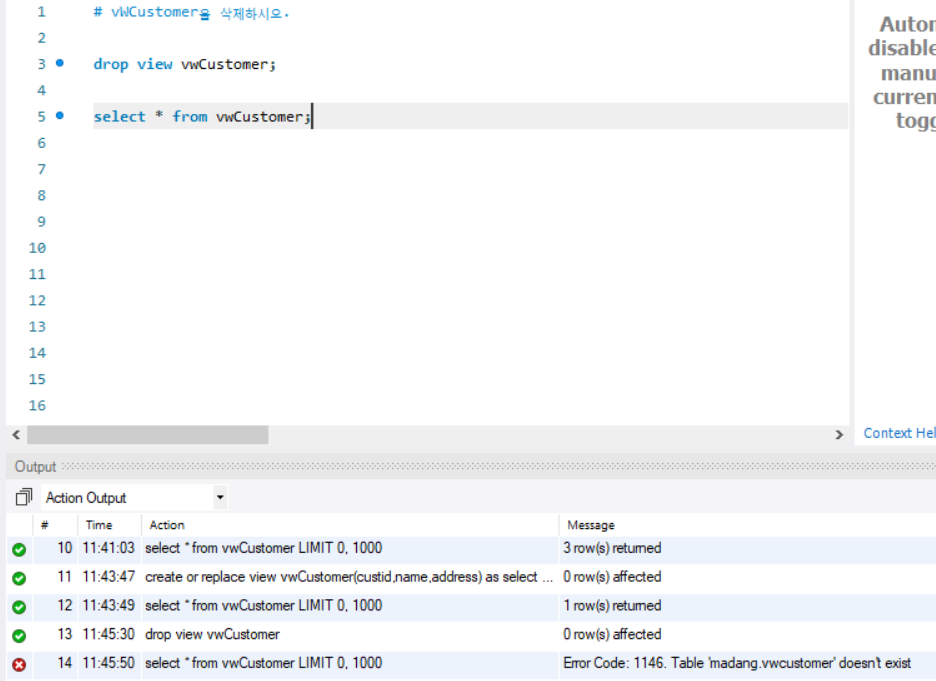 1 # vWCustomer을 삭제하시오.
2
3 drop view vwCustomer;
4
5 select * from vwCustomer;
6
7
8
9
10
11
12
13
14
15
16
Autom
disable
manu
curren
togg
Context Hel
Output
Action Output
# Time Action Message
10 11:41:03 select * from vwCustomer LIMIT 0, 1000 3 row(s) returned
11 11:43:47 create or replace view vwCustomer(custid,name,address) as select ... 0 row(s) affected
12 11:43:49 select * from vwCustomer LIMIT 0, 1000 1 row(s) returned
13 11:45:30 drop view vwCustomer 0 row(s) affected
14 11:45:50 select * from vwCustomer LIMIT 0, 1000 Error Code: 1146. Table 'madang.vwcustomer' doesn't exist